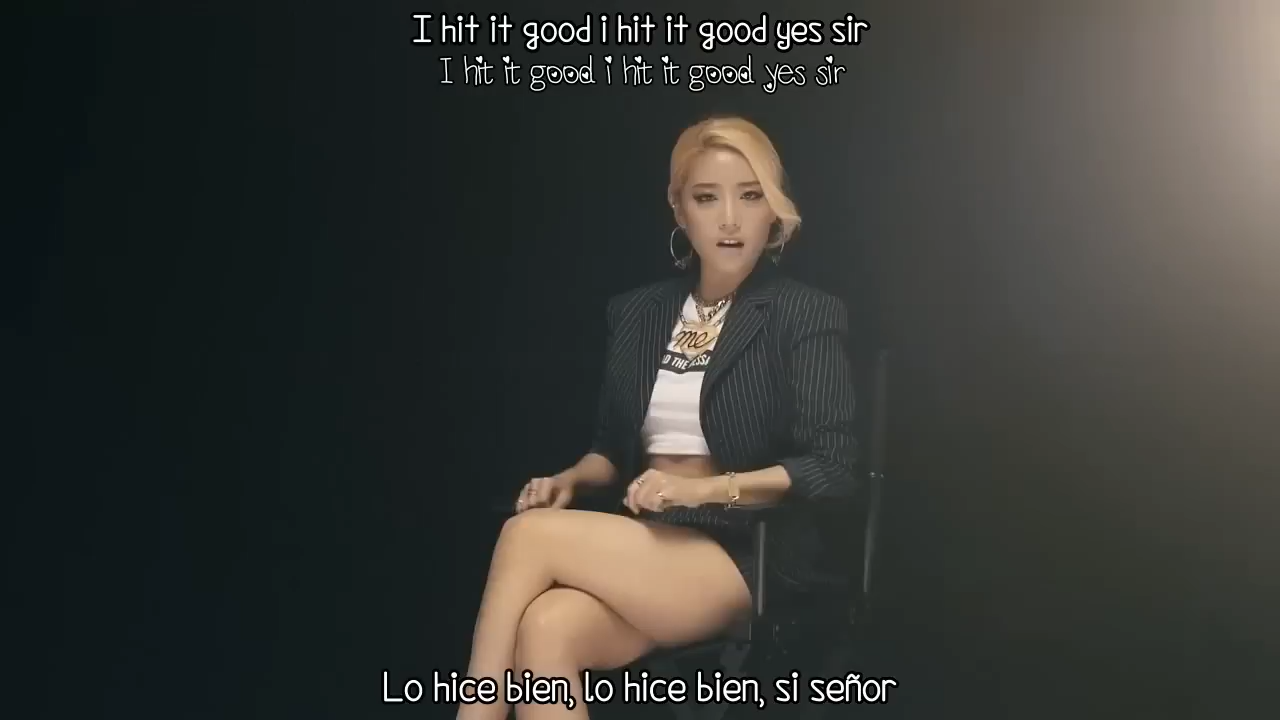 I hit it good i hit it good yes sir
I hit it good i hit it good yes sir
me
D THE
Lo hice bien, lo hice bien, si señor